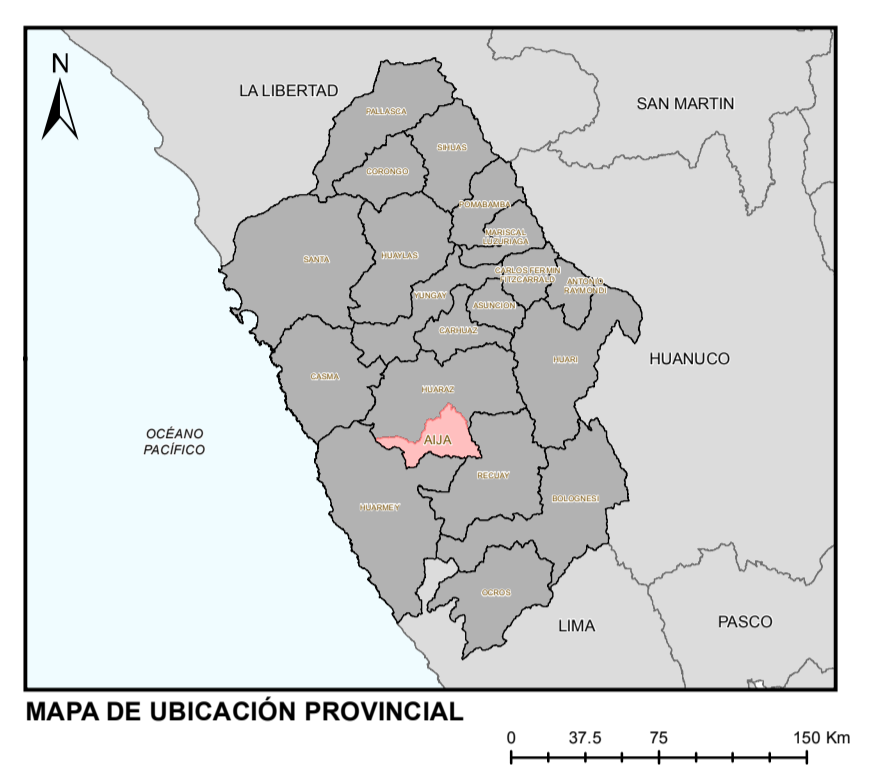 N
LA LIBERTAD
SAN MARTIN
PALLASCA
SIHUAS
CORONGO
POMABAMBA
MARISCAL
LUZURIAGA
SANTA
HUAYLAS
CARLOS FERMIN
FITZCARRALD
ANTONIO
RAYMONDI
YUNGAY
ASUNCION
CARHUAZ
HUARI
HUANUCO
CASMA
HUARAZ
OCÉANO
PACÍFICO
AIJA
RECUAY
BOLOGNESI
HUARMEY
OCROS
LIMA
PASCO
MAPA DE UBICACIÓN PROVINCIAL
0 37.5 75 150 Km